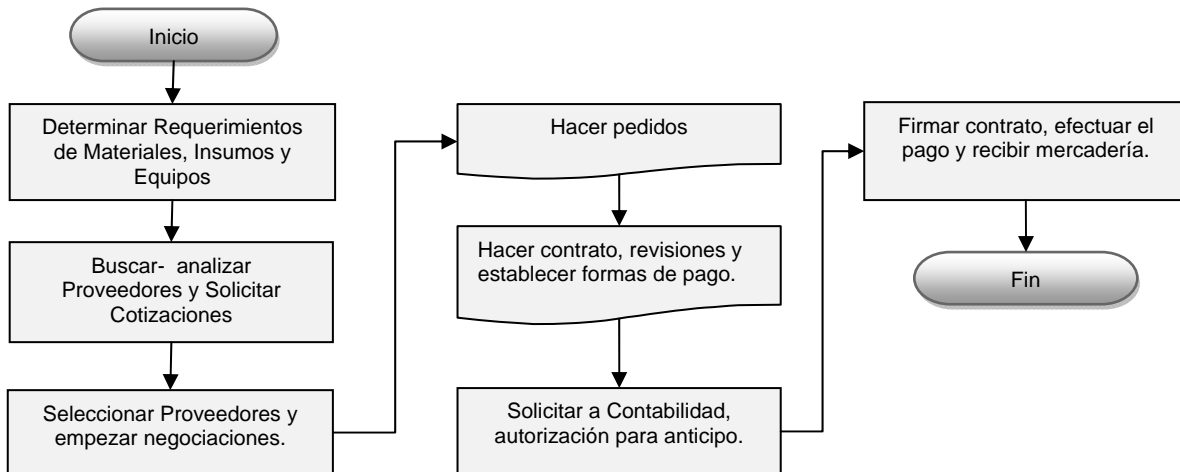 Inicio
Determinar Requerimientos
de Materiales, Insumos y
Equipos
Buscar- analizar
Proveedores y Solicitar
Cotizaciones
Seleccionar Proveedores y
empezar negociaciones.
Hacer pedidos
Hacer contrato, revisiones y
establecer formas de pago.
Solicitar a Contabilidad,
autorización para anticipo.
Firmar contrato, efectuar el
pago y recibir mercadería.
Fin